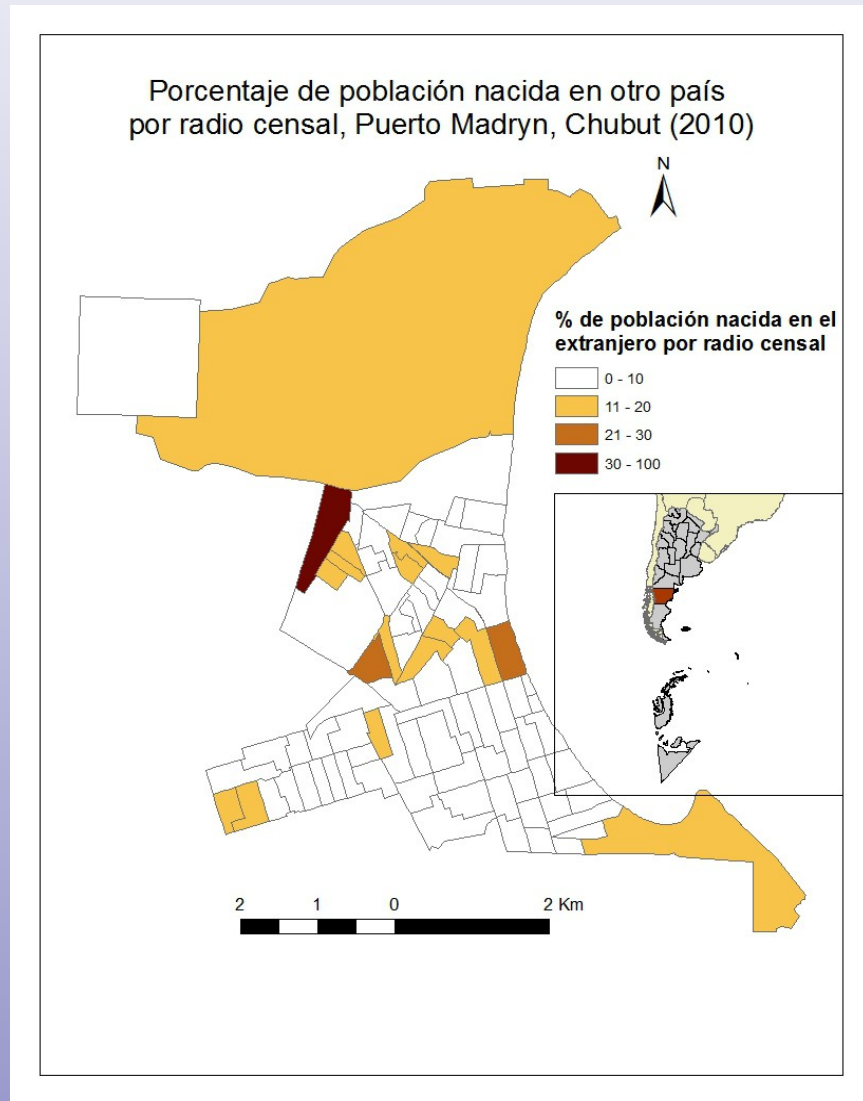 Porcentaje de población nacida en otro país
por radio censal, Puerto Madryn, Chubut (2010)
N
% de población nacida en el
extranjero por radio censal
0 - 10
11 - 20
21 - 30
30 - 100
2 1 0 2 Km